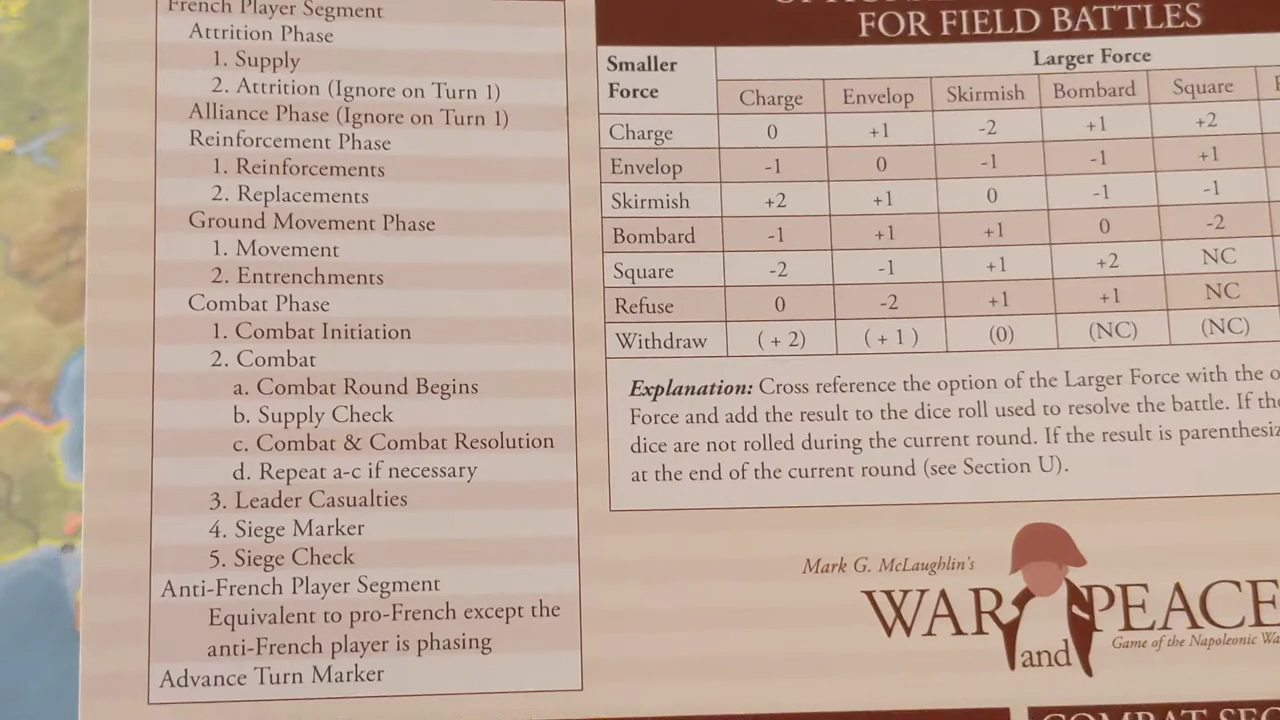 French Player Segment
Attrition Phase
1. Supply
2. Attrition (Ignore on Turn 1)
Alliance Phase (Ignore on Turn 1)
Reinforcement Phase
1. Reinforcements
2. Replacements
Ground Movement Phase
1. Movement
2. Entrenchments
Combat Phase
1. Combat Initiation
2. Combat
a. Combat Round Begins
b. Supply Check
c. Combat & Combat Resolution
d. Repeat a-c if necessary
3. Leader Casualties
4. Siege Marker
5. Siege Check
Anti-French Player Segment
Equivalent to pro-French except the
anti-French player is phasing
Advance Turn Marker
FOR FIELD BATTLES
Smaller Force Larger Force
Charge Envelop Skirmish Bombard Square
Charge 0 +1 -2 +1 +2
Envelop -1 0 -1 -1 +1
Skirmish +2 +1 0 -1 -1
Bombard -1 +1 +1 0 -2
Square -2 -1 +1 +2 NC
Refuse 0 -2 +1 +1 NC
Withdraw (+2) (+1) (0) (NC) (NC)
Explanation: Cross reference the option of the Larger Force with the
Force and add the result to the dice roll used to resolve the battle. If the
dice are not rolled during the current round. If the result is
at the end of the current round (see Section U).
Mark G. McLaughlin's
WAR and PEACE
Game of the Napoleonic
COMBAT